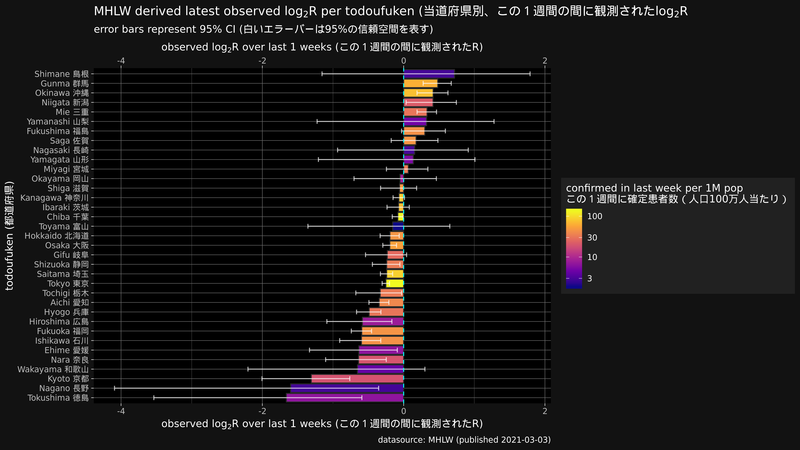 MHLW derived latest observed log2R per todoufuken (当道府県別、この１週間の間に観測されたlog2R
error bars represent 95% CI (白いエラーバーは95%の信頼空間を表す)
observed log2R over last 1 weeks (この１週間の間に観測されたR)
-4 -2 0 2
todoufuken (都道府県)
Shimane 島根
Gunma 群馬
Okinawa 沖縄
Niigata 新潟
Mie 三重
Yamanashi 山梨
Fukushima 福島
Saga 佐賀
Nagasaki 長崎
Yamagata 山形
Miyagi 宮城
Okayama 岡山
Shiga 滋賀
Kanagawa 神奈川
Ibaraki 茨城
Chiba 千葉
Toyama 富山
Hokkaido 北海道
Osaka 大阪
Gifu 岐阜
Shizuoka 静岡
Saitama 埼玉
Tokyo 東京
Tochigi 栃木
Aichi 愛知
Hyogo 兵庫
Hiroshima 広島
Fukuoka 福岡
Ishikawa 石川
Ehime 愛媛
Nara 奈良
Wakayama 和歌山
Kyoto 京都
Nagano 長野
Tokushima 徳島
-4 -2 0 2
observed log2R over last 1 weeks (この１週間の間に観測されたR)
confirmed in last week per 1M pop
この１週間に確定患者数 ( 人口100万人当たり )
100
30
10
3
datasource: MHLW (published 2021-03-03)